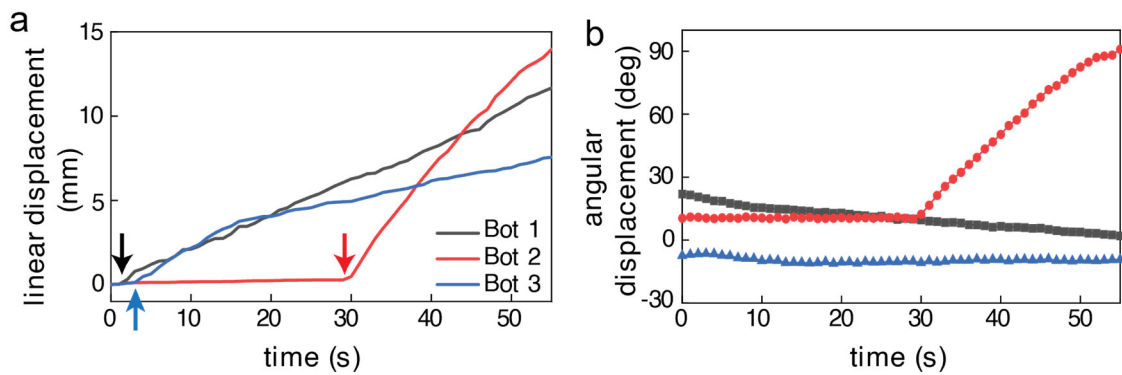 a
linear displacement
(mm)
15
10
5
0
0 10 20 30 40 50
time (s)
Bot 1
Bot 2
Bot 3
b
angular
displacement (deg)
90
60
30
0
-30
0 10 20 30 40 50
time (s)